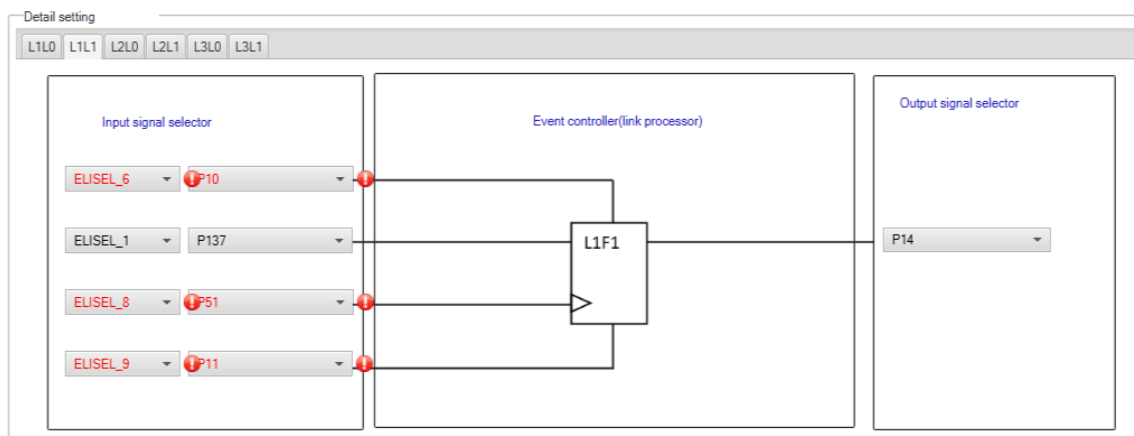 Detail setting
L1L0 L1L1 L2L0 L2L1 L3L0 L3L1
Input signal selector
Event controller(link processor)
Output signal selector
ELISEL_6 P10
ELISEL_1 P137
L1F1
P14
ELISEL_8 P51
ELISEL_9 P11